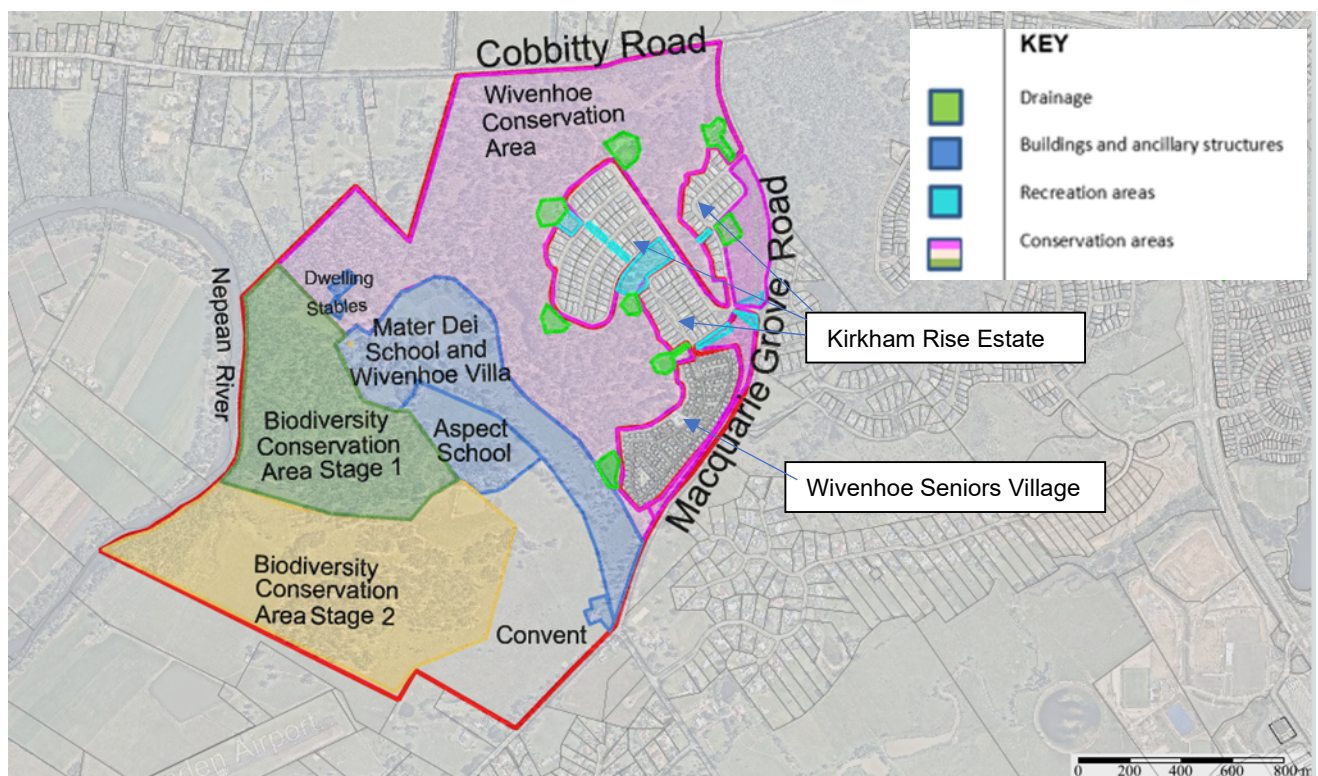 Cobbitty Road
Wivenhoe
Conservation
Area
KEY
Drainage
Buildings and ancillary structures
Recreation areas
Conservation areas
Macquarie Grove Road
Nepean River
Dwelling
Stables
Mater Dei
School and
Wivenhoe Villa
Kirkham Rise Estate
Biodiversity
Conservation
Area Stage 1
Aspect
School
Wivenhoe Seniors Village
Biodiversity
Conservation
Area Stage 2
Convent
Airport
0 200 400 600 800 m